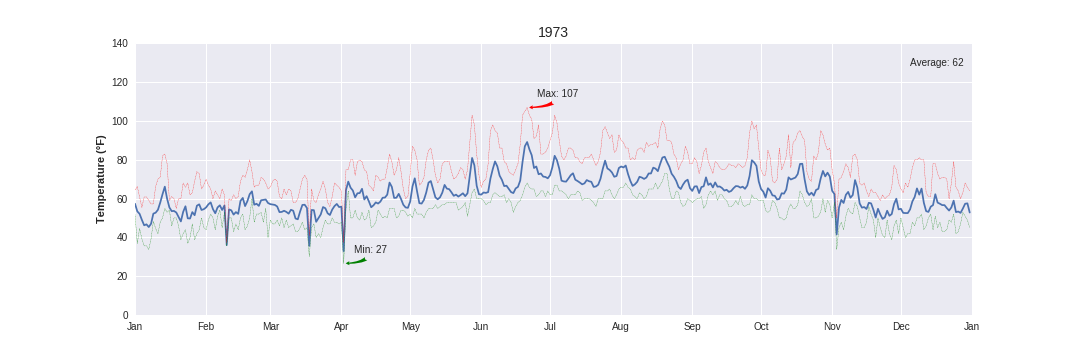 1973
Average: 62
Max: 107
Min: 27
Temperature (°F)
140
120
100
80
60
40
20
0
Jan Feb Mar Apr May Jun Jul Aug Sep Oct Nov Dec Jan